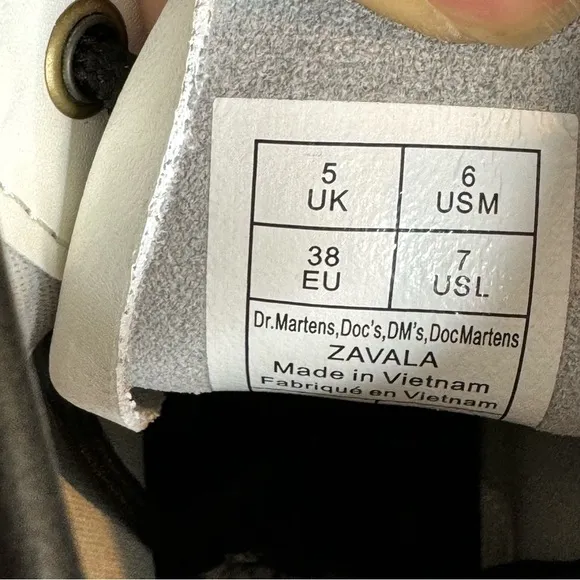 5 6
UK USM
38 7
EU USL
Dr.Martens,Doc's,DM's,DocMartens
ZAVALA
Made in Vietnam
Fabriqué en Vietnam